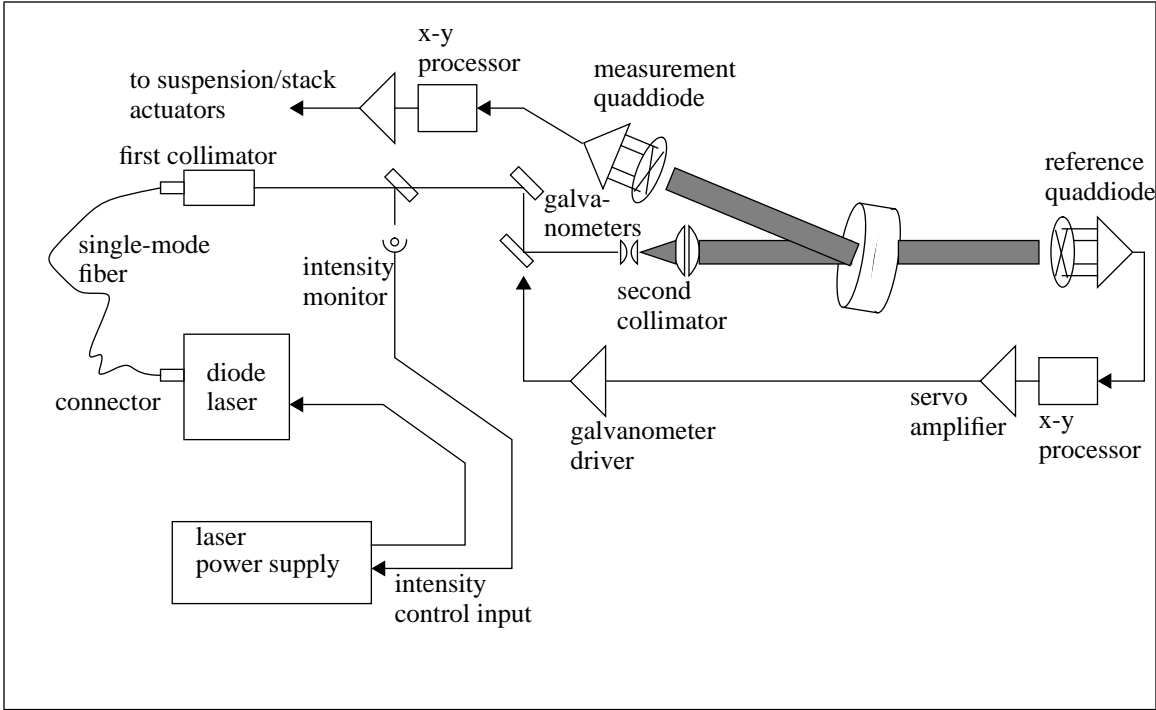 x-y
processor
to suspension/stack
actuators
measurement
quaddiode
first collimator
reference
quaddiode
galva-
nometers
single-mode
fiber
intensity
monitor
second
collimator
diode
laser
connector
galvanometer
driver
servo
amplifier
x-y
processor
laser
power supply
intensity
control input